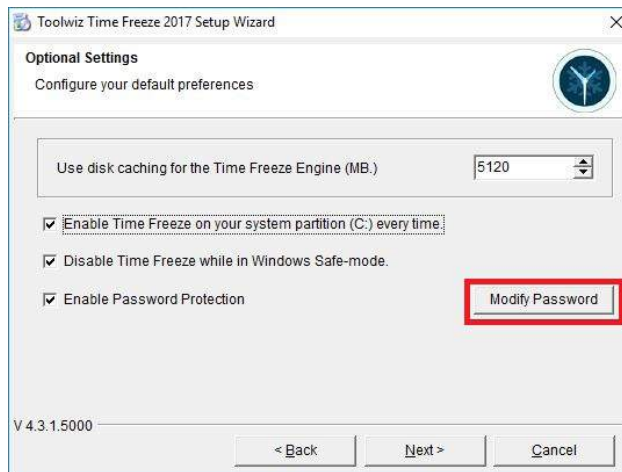 Toolwiz Time Freeze 2017 Setup Wizard
Optional Settings
Configure your default preferences
Use disk caching for the Time Freeze Engine (MB.) 5120
Enable Time Freeze on your system partition (C:) every time.
Disable Time Freeze while in Windows Safe-mode.
Enable Password Protection Modify Password
V 4.3.1.5000
< Back Next > Cancel